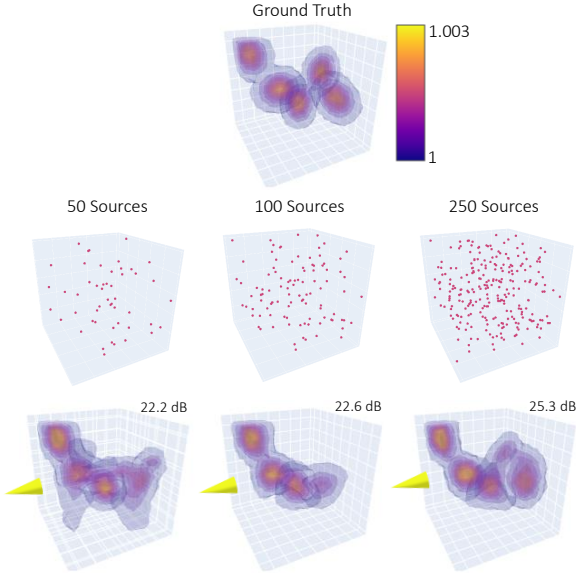 Ground Truth
1.003
1
50 Sources
100 Sources
250 Sources
22.2 dB
22.6 dB
25.3 dB